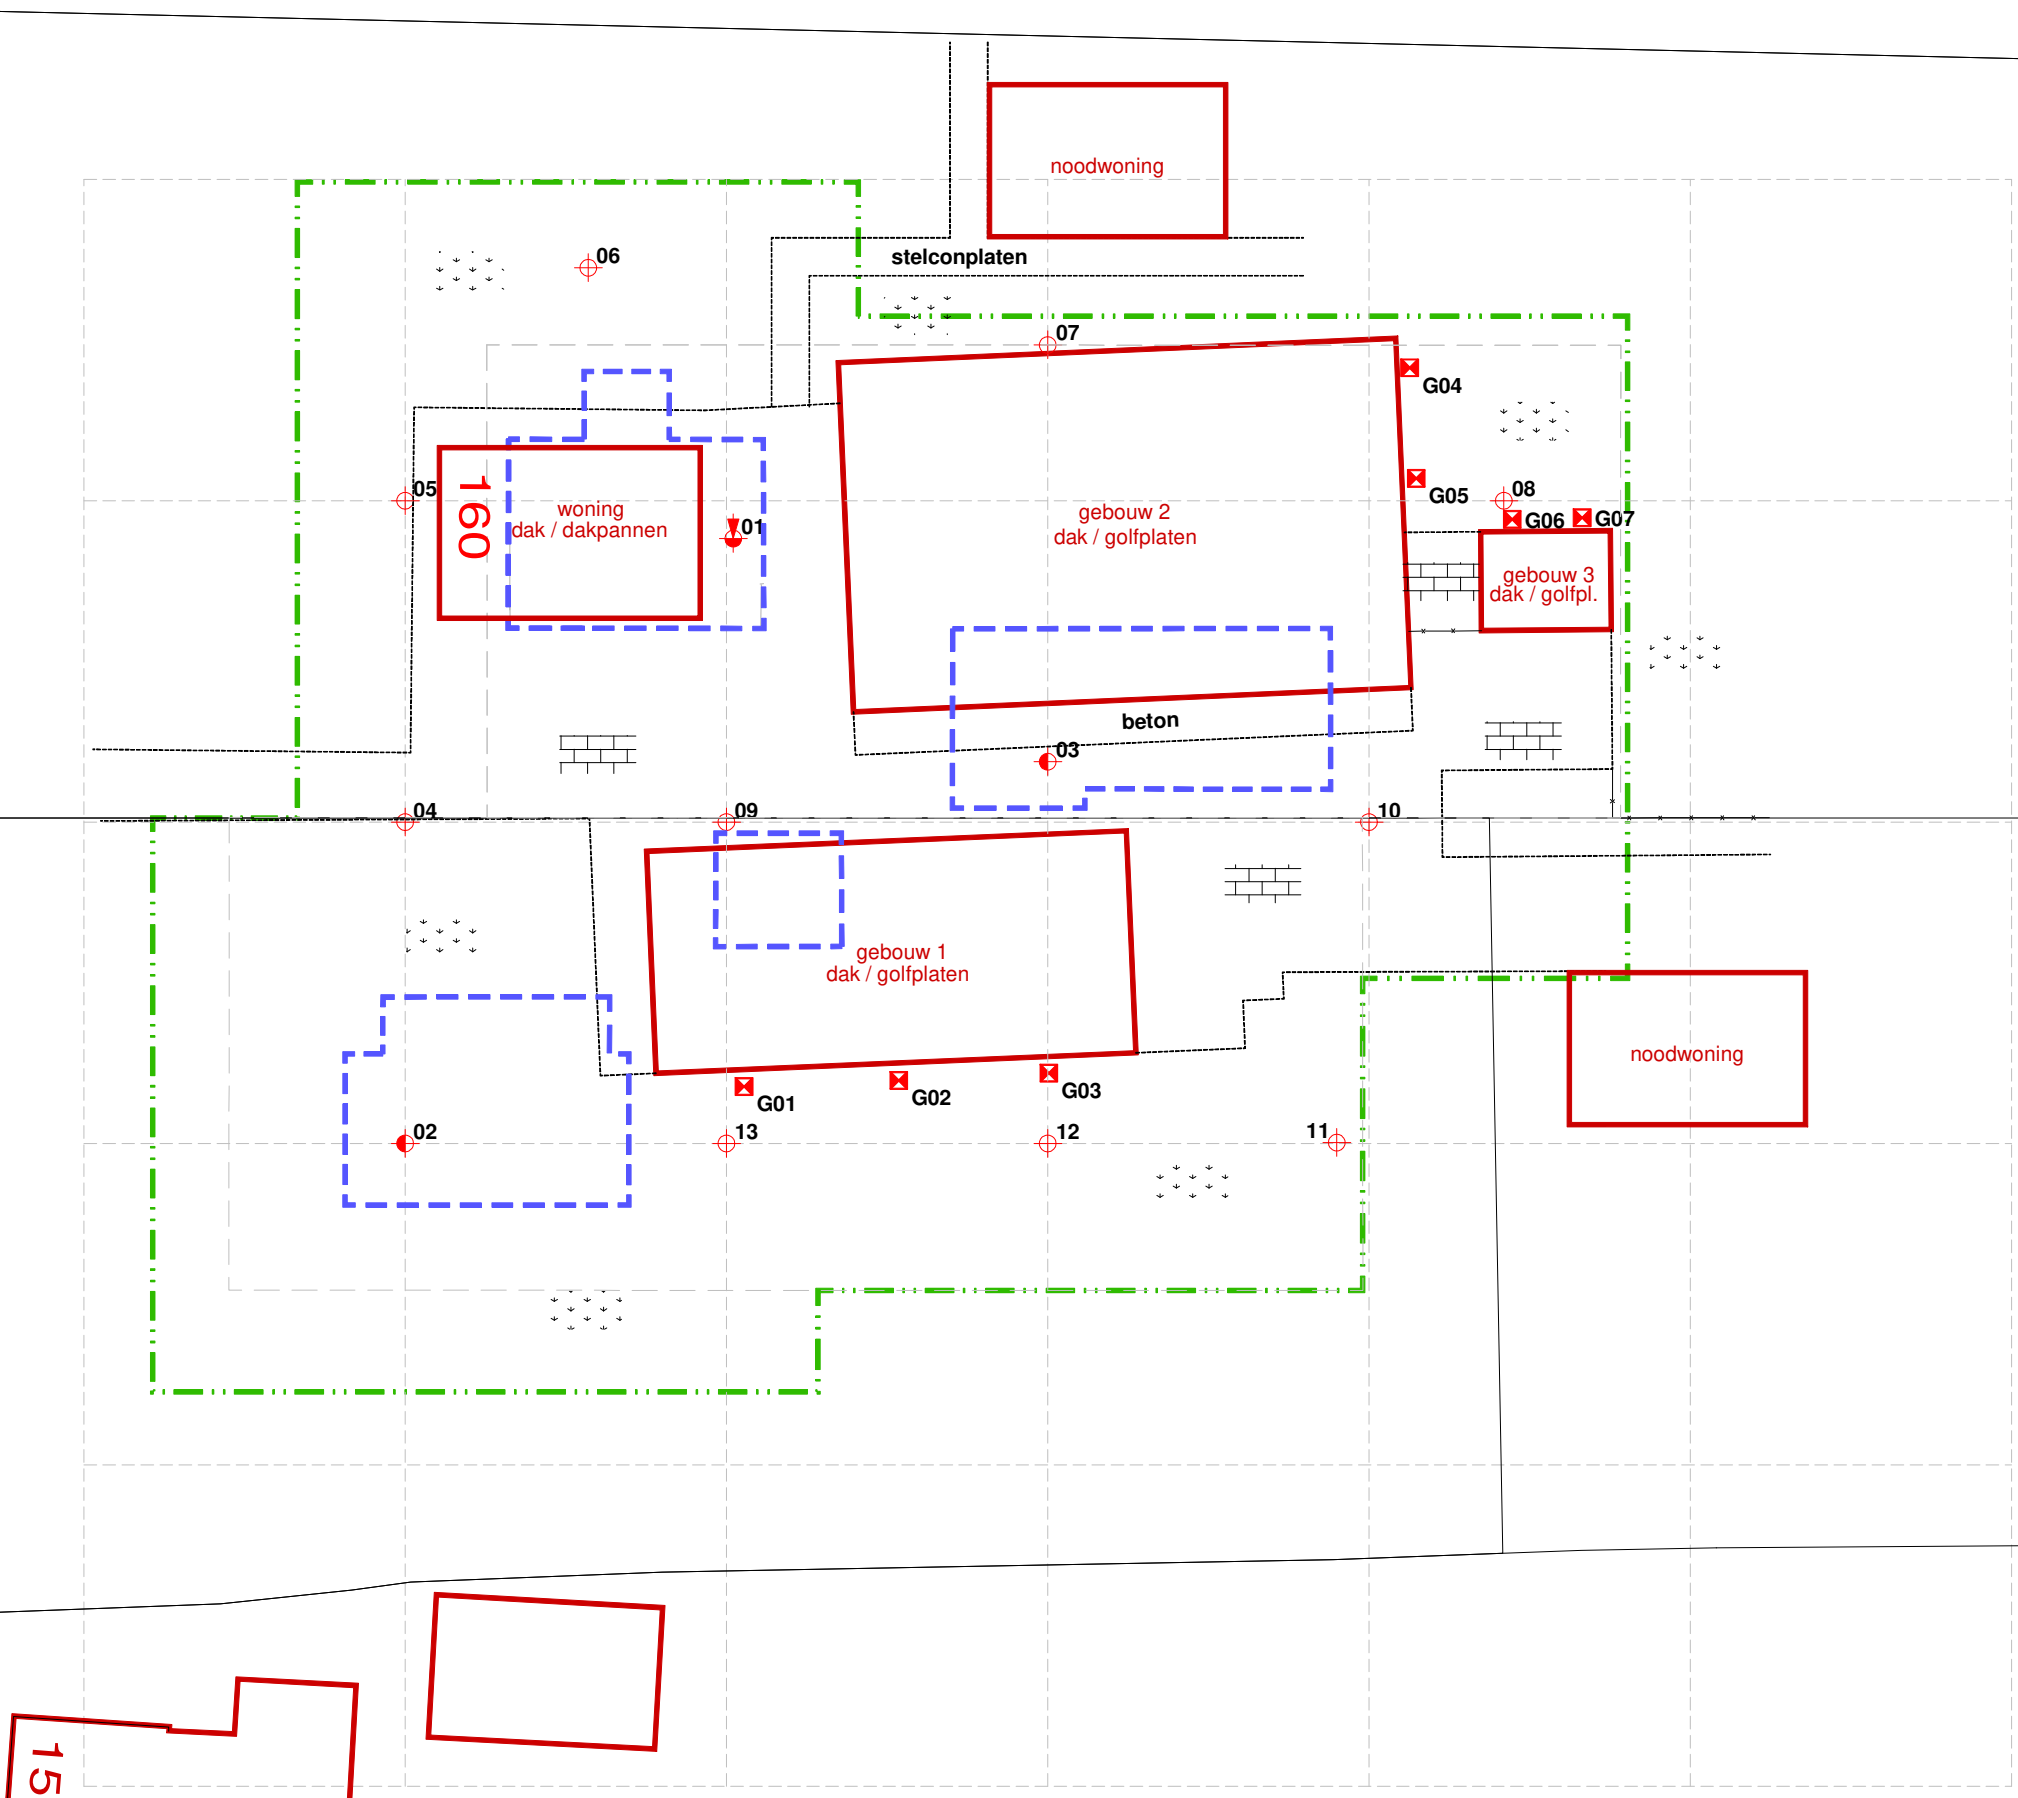 noodwoning
06
stelconplaten
07
G04
05
160
woning
dak / dakpannen
01
gebouw 2
dak / golfplaten
G05
08
G06
G07
gebouw 3
dak / golfpl.
beton
03
04
09
10
gebouw 1
dak / golfplaten
noodwoning
G01
G02
G03
02
13
12
11
15